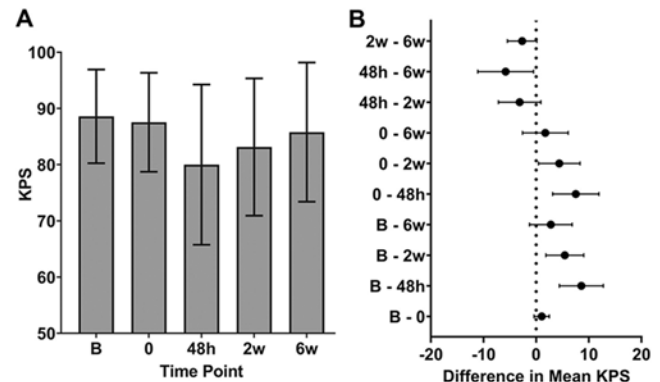 A
100
90
80
70
60
50
KPS
B
0
48h
2w
6w
Time Point
B
2w - 6w
48h - 6w
48h - 2w
0 - 6w
0 - 2w
0 - 48h
B - 6w
B - 2w
B - 48h
B - 0
-20
-10
0
10
20
Difference in Mean KPS